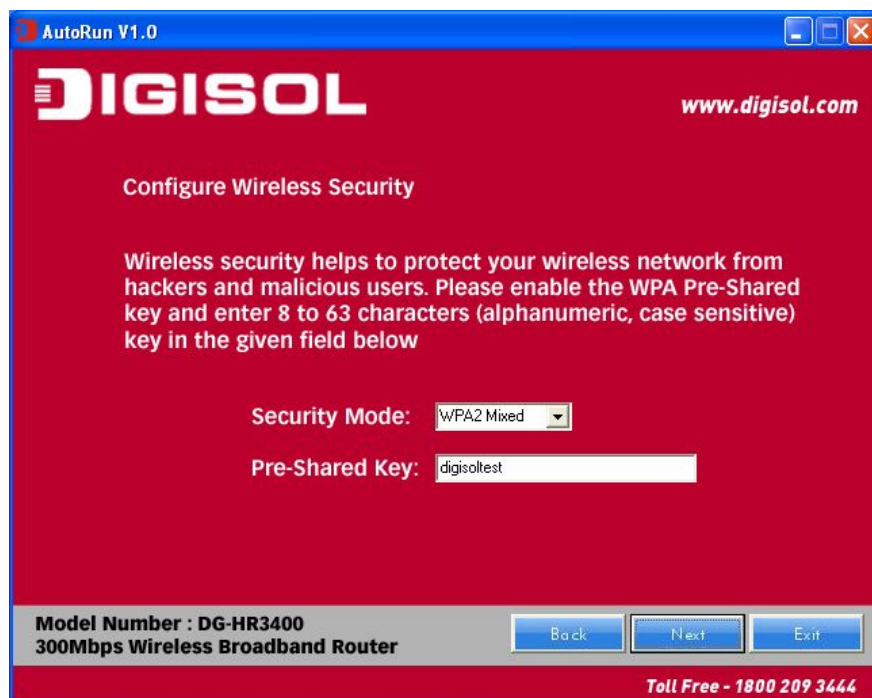 AutoRun V1.0
DIGISOL
www.digisol.com
Configure Wireless Security
Wireless security helps to protect your wireless network from
hackers and malicious users. Please enable the WPA Pre-Shared
key and enter 8 to 63 characters (alphanumeric, case sensitive)
key in the given field below
Security Mode: WPA2 Mixed
Pre-Shared Key: digisoltest
Model Number : DG-HR3400
300Mbps Wireless Broadband Router
Back Next Exit
Toll Free - 1800 209 3444